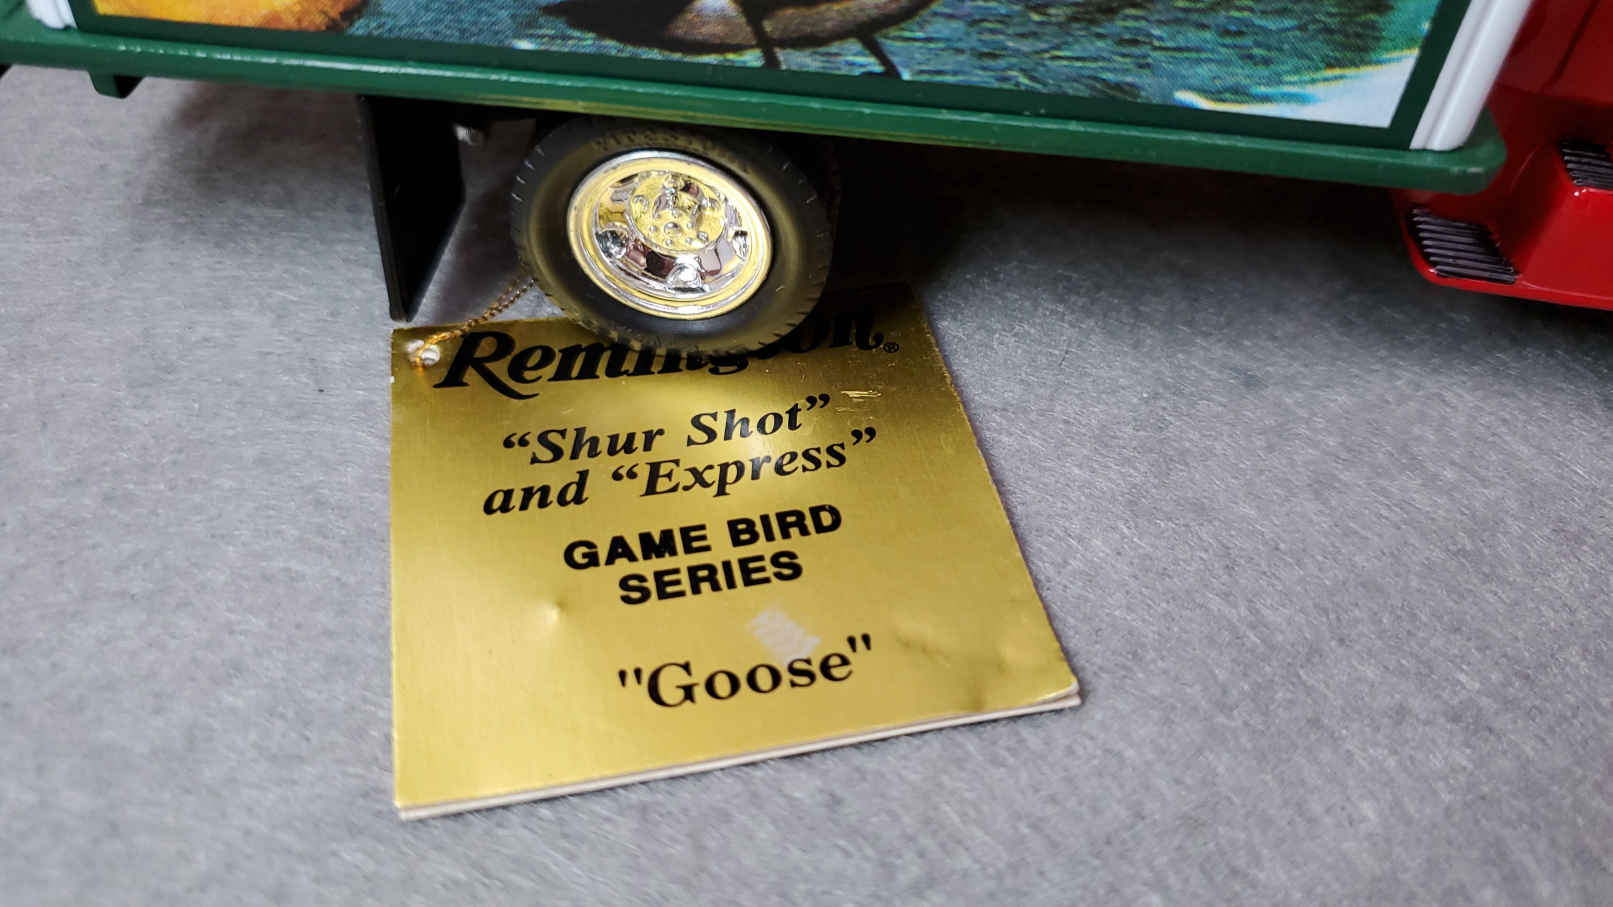 Remington®
“Shur Shot”
and “Express”
GAME BIRD
SERIES
"Goose"